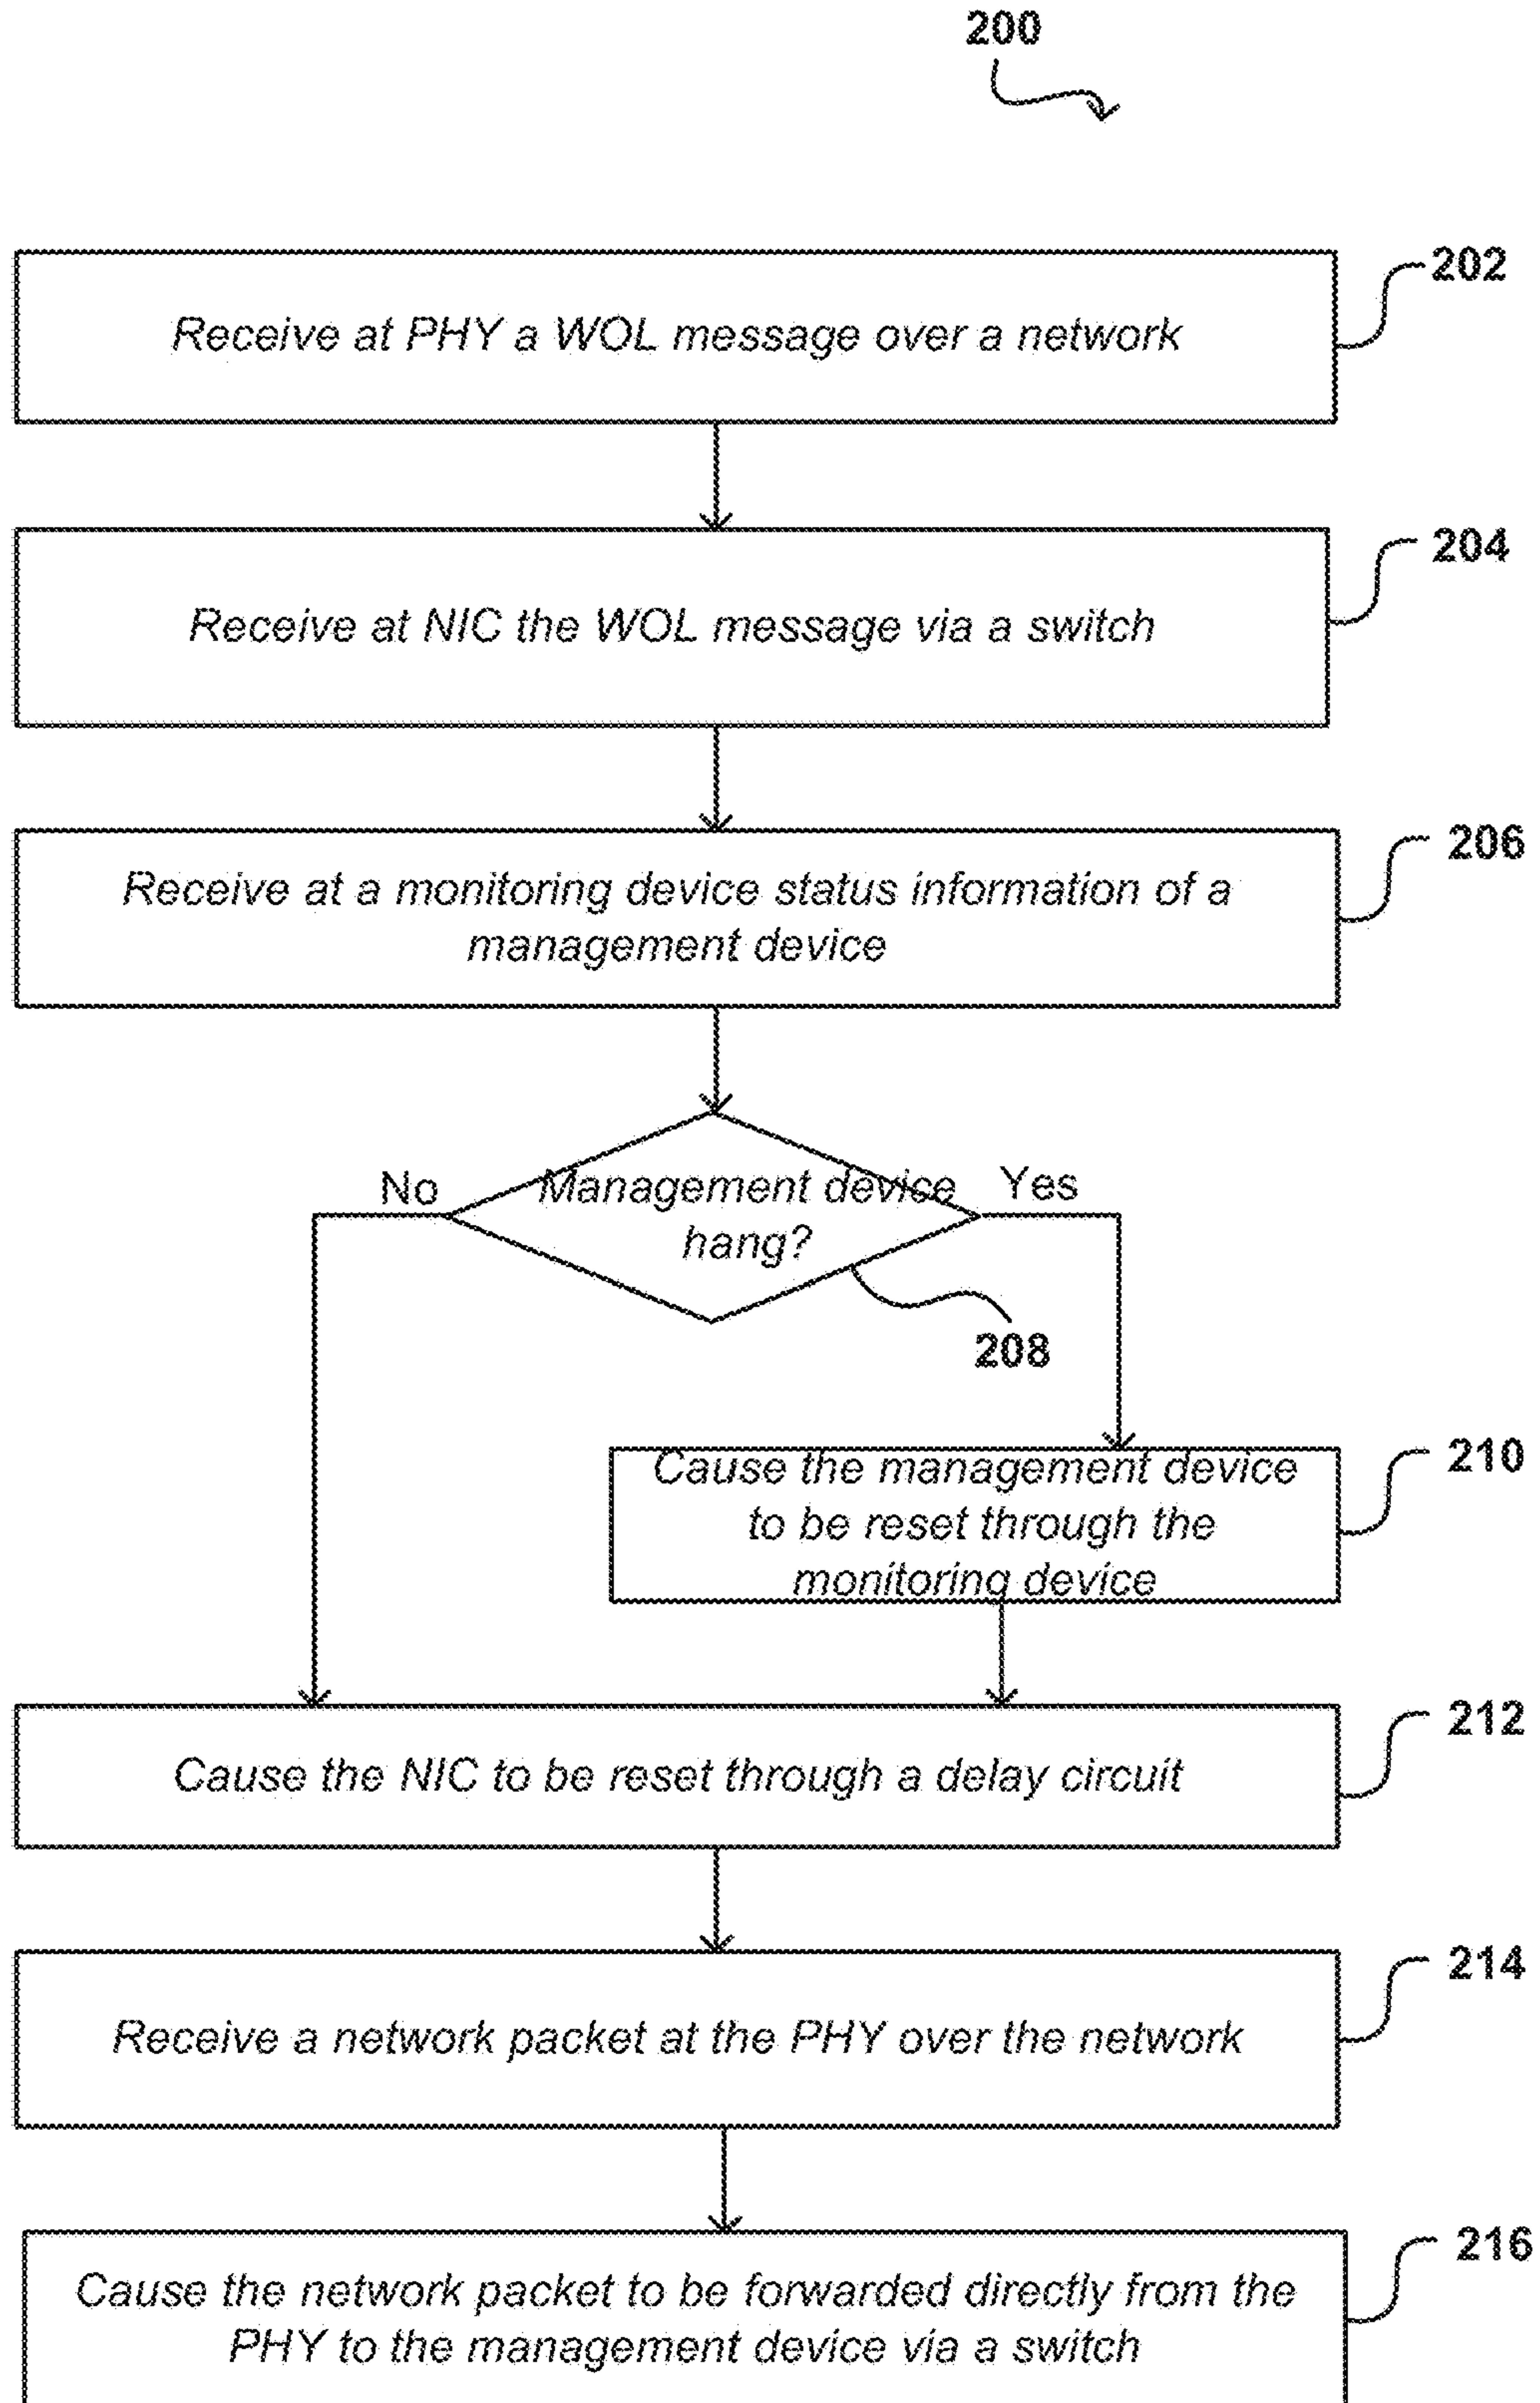 200
202
Receive at PHY a WOL message over a network
204
Receive at NIC the WOL message via a switch
206
Receive at a monitoring device status information of a
management device
No
Management device
hang?
Yes
208
210
Cause the management device
to be reset through the
monitoring device
212
Cause the NIC to be reset through a delay circuit
214
Receive a network packet at the PHY over the network
216
Cause the network packet to be forwarded directly from the
PHY to the management device via a switch